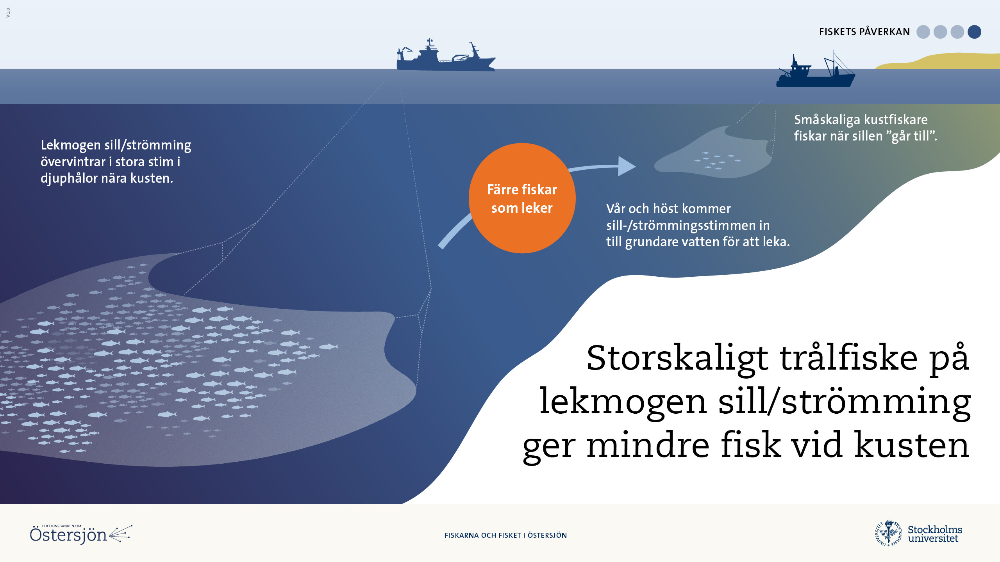 V1.0
FISKETS PÅVERKAN
Lekmogen sill/strömming
övervintrar i stora stim i
djuphålor nära kusten.
Färre fiskar
som leker
Småskaliga kustfiskare
fiskar när sillen ”går till”.
Vår och höst kommer
sill-/strömmingsstimmen in
till grundare vatten för att leka.
Storskaligt trålfiske på
lekmogen sill/strömming
ger mindre fisk vid kusten
LEKTIONSBANKEN OM
Östersjön
FISKARNA OCH FISKET I ÖSTERSJÖN
STOCKHOLMS UNIVERSITET
Stockholms
universitet